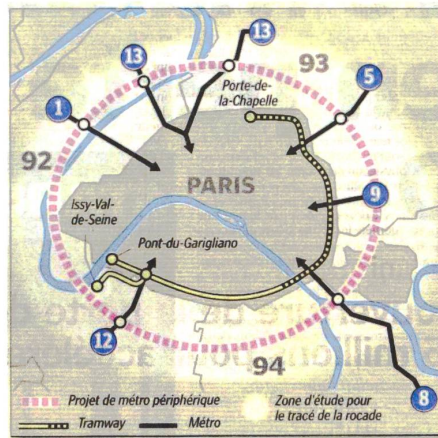 13
13
93
Porte-de-
la-Chapelle
5
1
92
PARIS
9
Issy-Val-
de-Seine
Pont-du-Garigliano
12
94
8
Projet de métro périphérique
Zone d'étude pour
le tracé de la rocade
Tramway
Métro